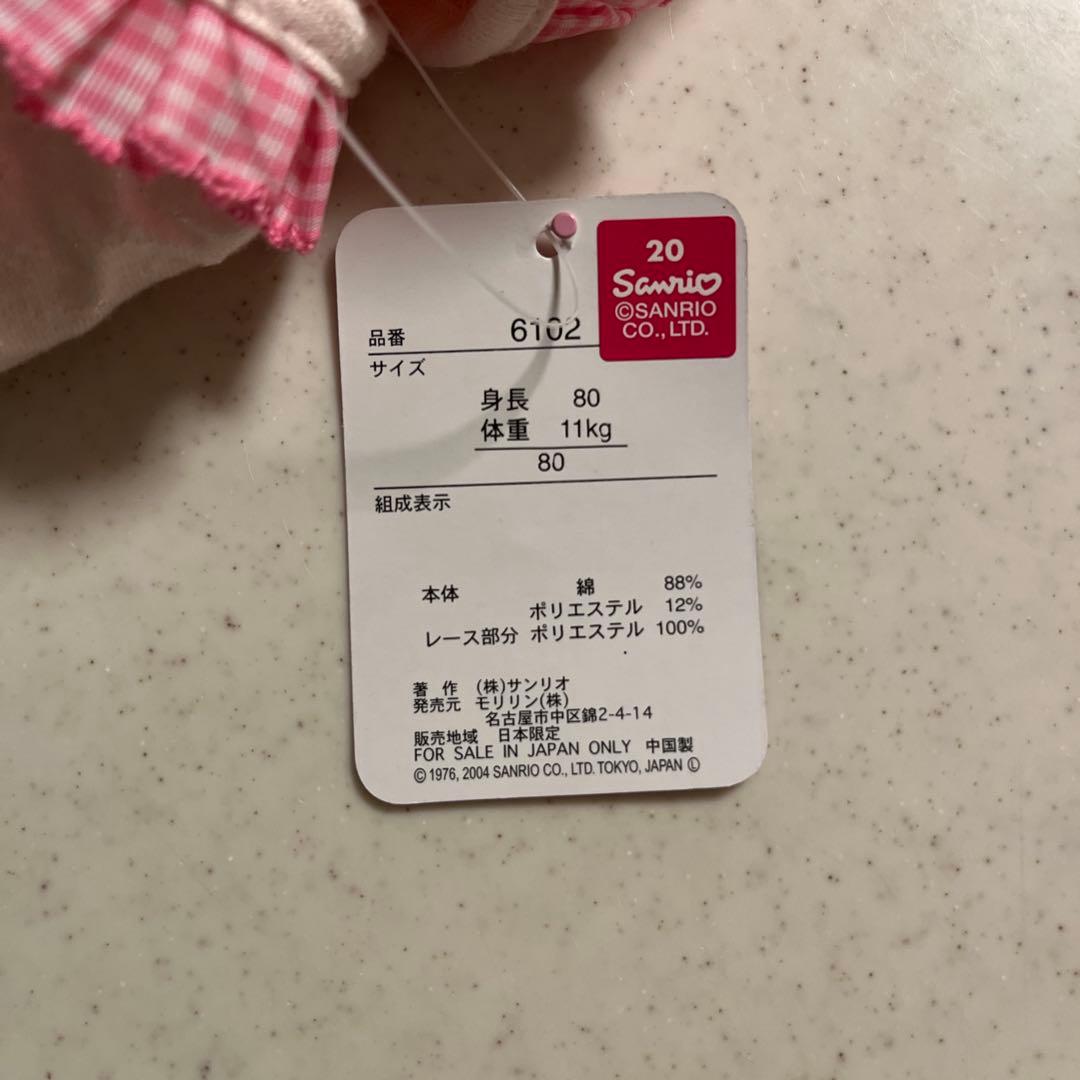 20
Sanrio
©SANRIO
CO., LTD.
品番 6102
サイズ
身長 80
体重 11kg
80
組成表示
本体 綿 88%
ポリエステル 12%
レース部分 ポリエステル 100%
著 作 (株)サンリオ
発売元 モリリン(株)
名古屋市中区錦2-4-14
販売地域 日本限定
FOR SALE IN JAPAN ONLY 中国製
© 1976, 2004 SANRIO CO., LTD. TOKYO, JAPAN Ⓛ